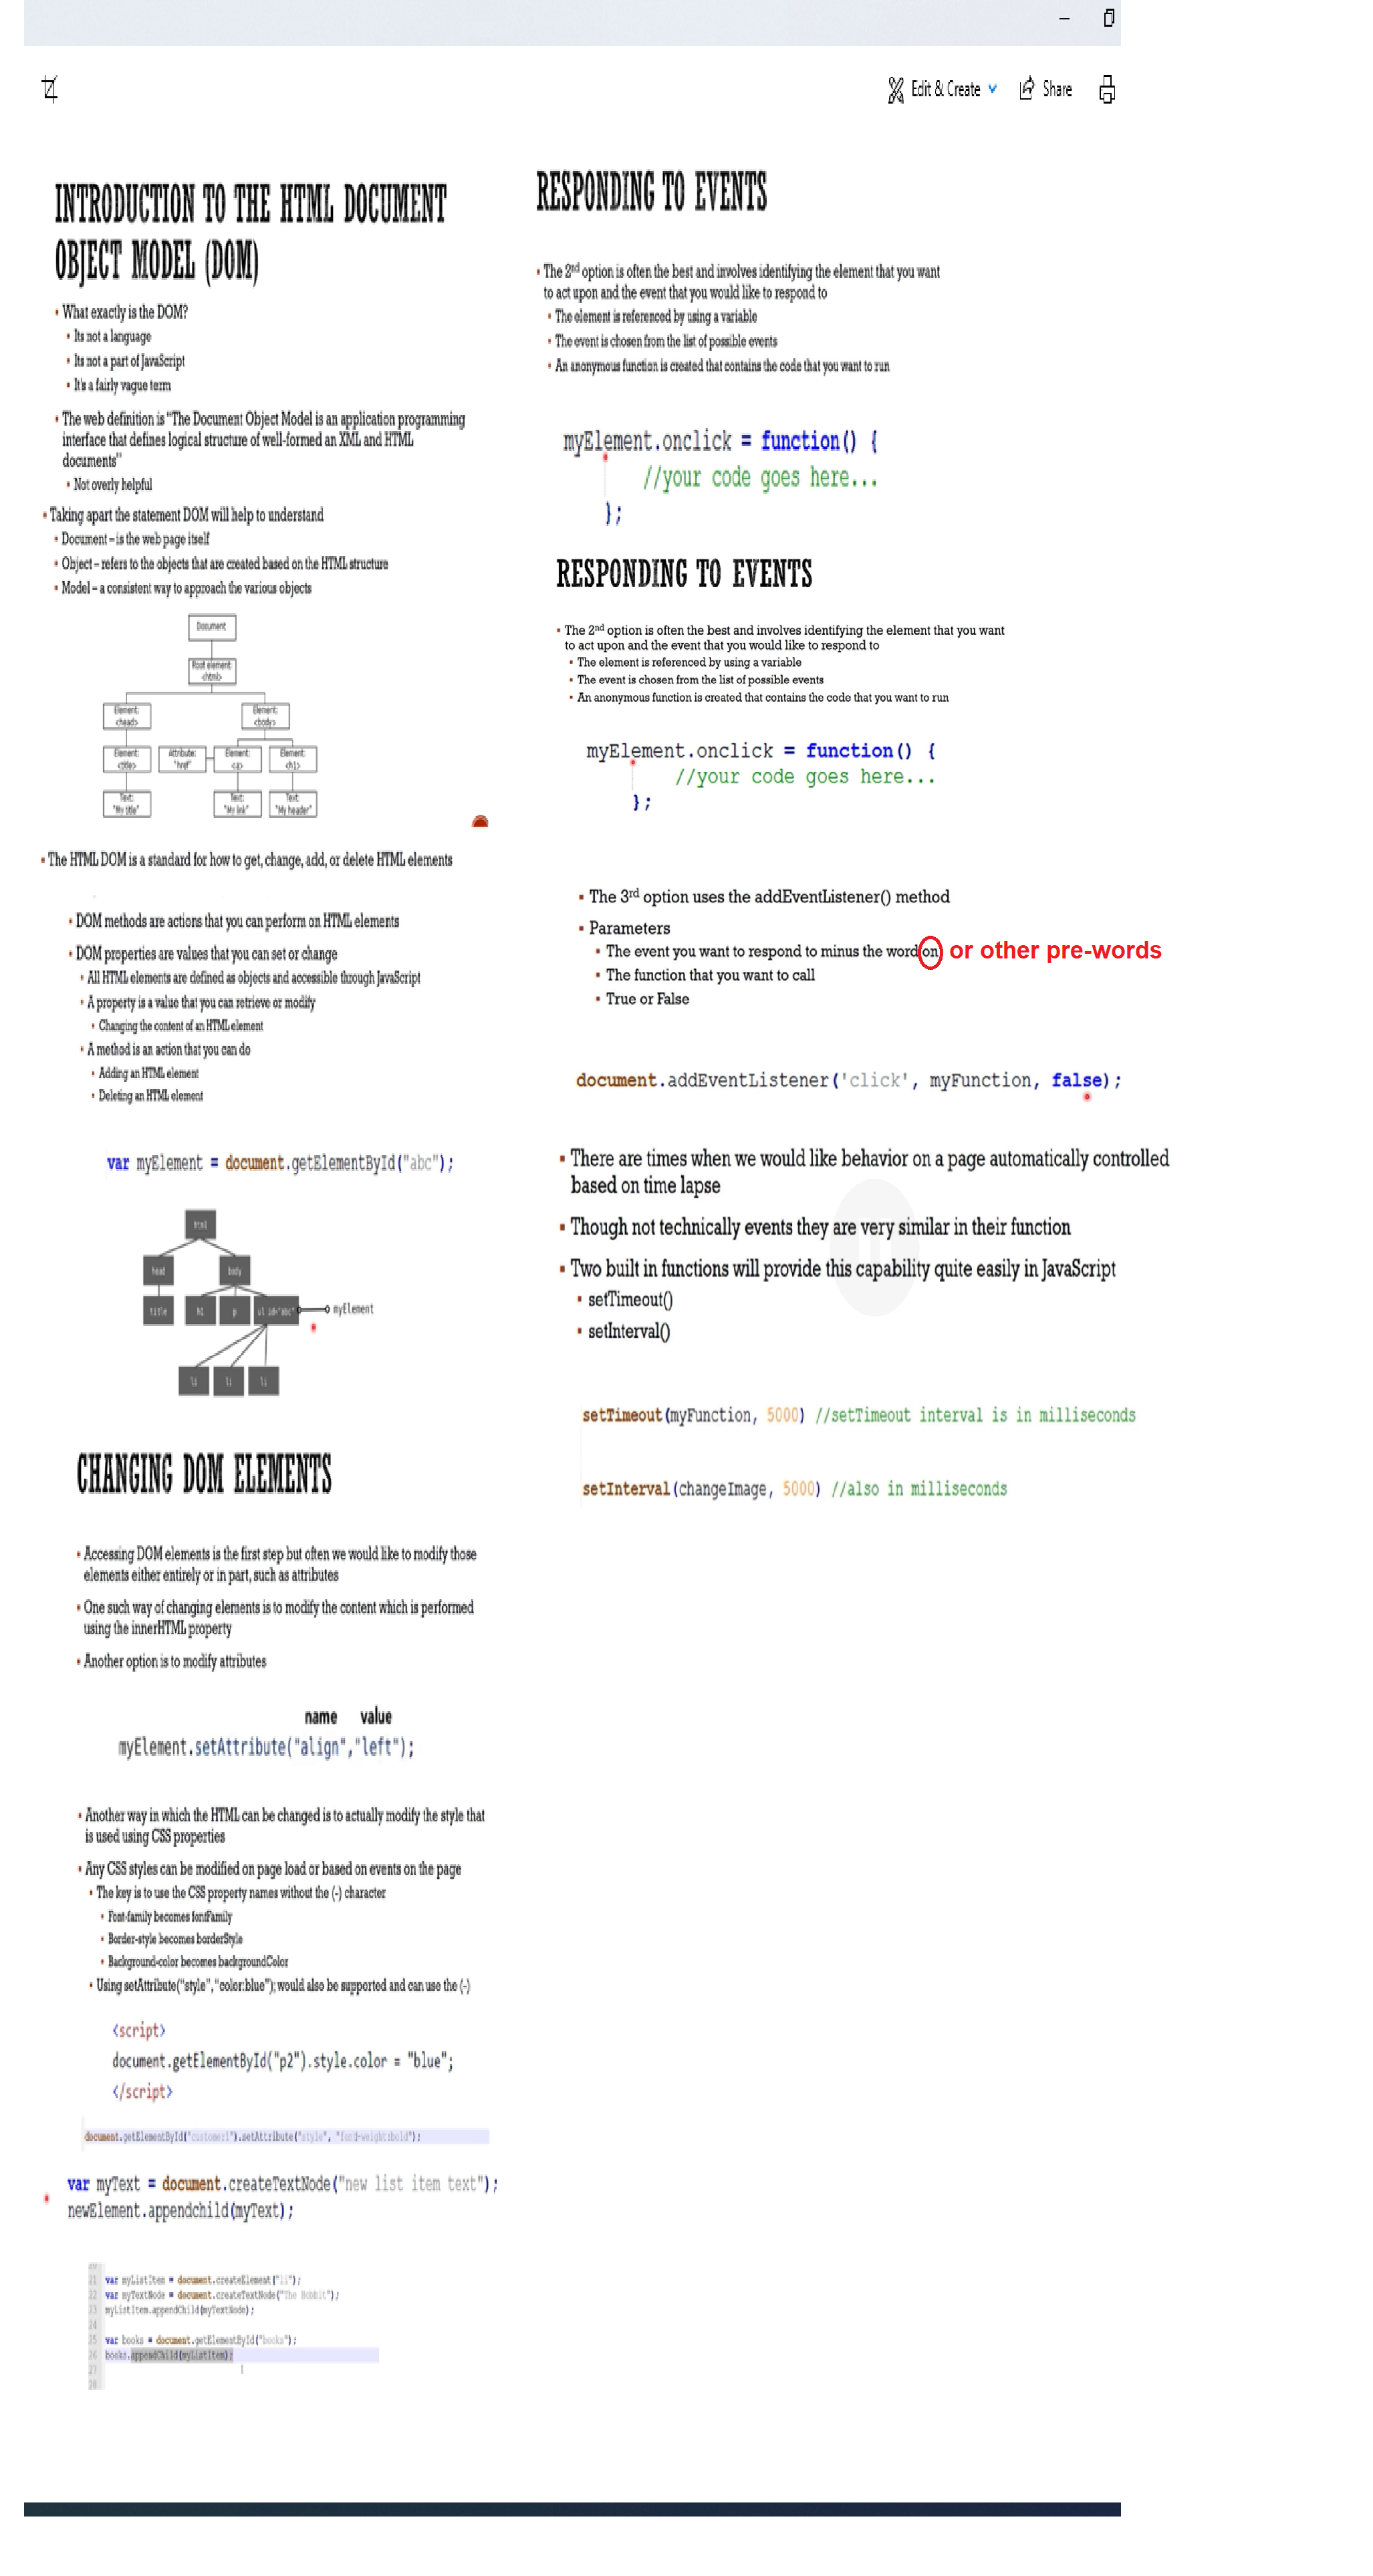 Edit & Create
Share
INTRODUCTION TO THE HTML DOCUMENT
OBJECT MODEL (DOM)
What exactly is the DOM?
Its not a language
Its not a part of JavaScript
It's a fairly vague term
The web definition is "The Document Object Model is an application programming
interface that defines logical structure of well-formed an XML and HTML
documents"
Not overly helpful
Taking apart the statement DOM will help to understand
Document – is the web page itself
Object – refers to the objects that are created based on the HTML structure
Model – a consistent way to approach the various objects
Document
Root element:
<html>
Element:
<head>
Element:
<body>
Element:
<title>
Attribute:
"href"
Element:
<a>
Element:
<h1>
Text:
"My title"
Text:
"My link"
Text:
"My header"
The HTML DOM is a standard for how to get, change, add, or delete HTML elements
DOM methods are actions that you can perform on HTML elements
DOM properties are values that you can set or change
All HTML elements are defined as objects and accessible through JavaScript
A property is a value that you can retrieve or modify
Changing the content of an HTML element
A method is an action that you can do
Adding an HTML element
Deleting an HTML element
var myElement = document.getElementById("abc");
html
head
body
title
h1
p
ul id="abc"
myElement
li
li
li
CHANGING DOM ELEMENTS
Accessing DOM elements is the first step but often we would like to modify those
elements either entirely or in part, such as attributes
One such way of changing elements is to modify the content which is performed
using the innerHTML property
Another option is to modify attributes
name value
myElement.setAttribute("align","left");
Another way in which the HTML can be changed is to actually modify the style that
is used using CSS properties
Any CSS styles can be modified on page load or based on events on the page
The key is to use the CSS property names without the (-) character
Font-family becomes fontFamily
Border-style becomes borderStyle
Background-color becomes backgroundColor
Using setAttribute("style","color:blue"); would also be supported and can use the (-)
<script>
document.getElementById("p2").style.color = "blue";
</script>
document.getElementById("customer1").setAttribute("style", "font-weight:bold");
var myText = document.createTextNode("new list item text");
newElement.appendchild(myText);
20
21 var myListItem = document.createElement("li");
22 var myTextNode = document.createTextNode("The Hobbit");
23 myListItem.appendChild(myTextNode);
24
25 var books = document.getElementById("books");
26 books.appendChild(myListItem);
27
28
RESPONDING TO EVENTS
The 2nd option is often the best and involves identifying the element that you want
to act upon and the event that you would like to respond to
The element is referenced by using a variable
The event is chosen from the list of possible events
An anonymous function is created that contains the code that you want to run
myElement.onclick = function() {
//your code goes here...
};
RESPONDING TO EVENTS
The 2nd option is often the best and involves identifying the element that you want
to act upon and the event that you would like to respond to
The element is referenced by using a variable
The event is chosen from the list of possible events
An anonymous function is created that contains the code that you want to run
myElement.onclick = function() {
//your code goes here...
};
The 3rd option uses the addEventListener() method
Parameters
The event you want to respond to minus the word on or other pre-words
The function that you want to call
True or False
document.addEventListener('click', myFunction, false);
There are times when we would like behavior on a page automatically controlled
based on time lapse
Though not technically events they are very similar in their function
Two built in functions will provide this capability quite easily in JavaScript
setTimeout()
setInterval()
setTimeout(myFunction, 5000) //setTimeout interval is in milliseconds
setInterval(changeImage, 5000) //also in milliseconds